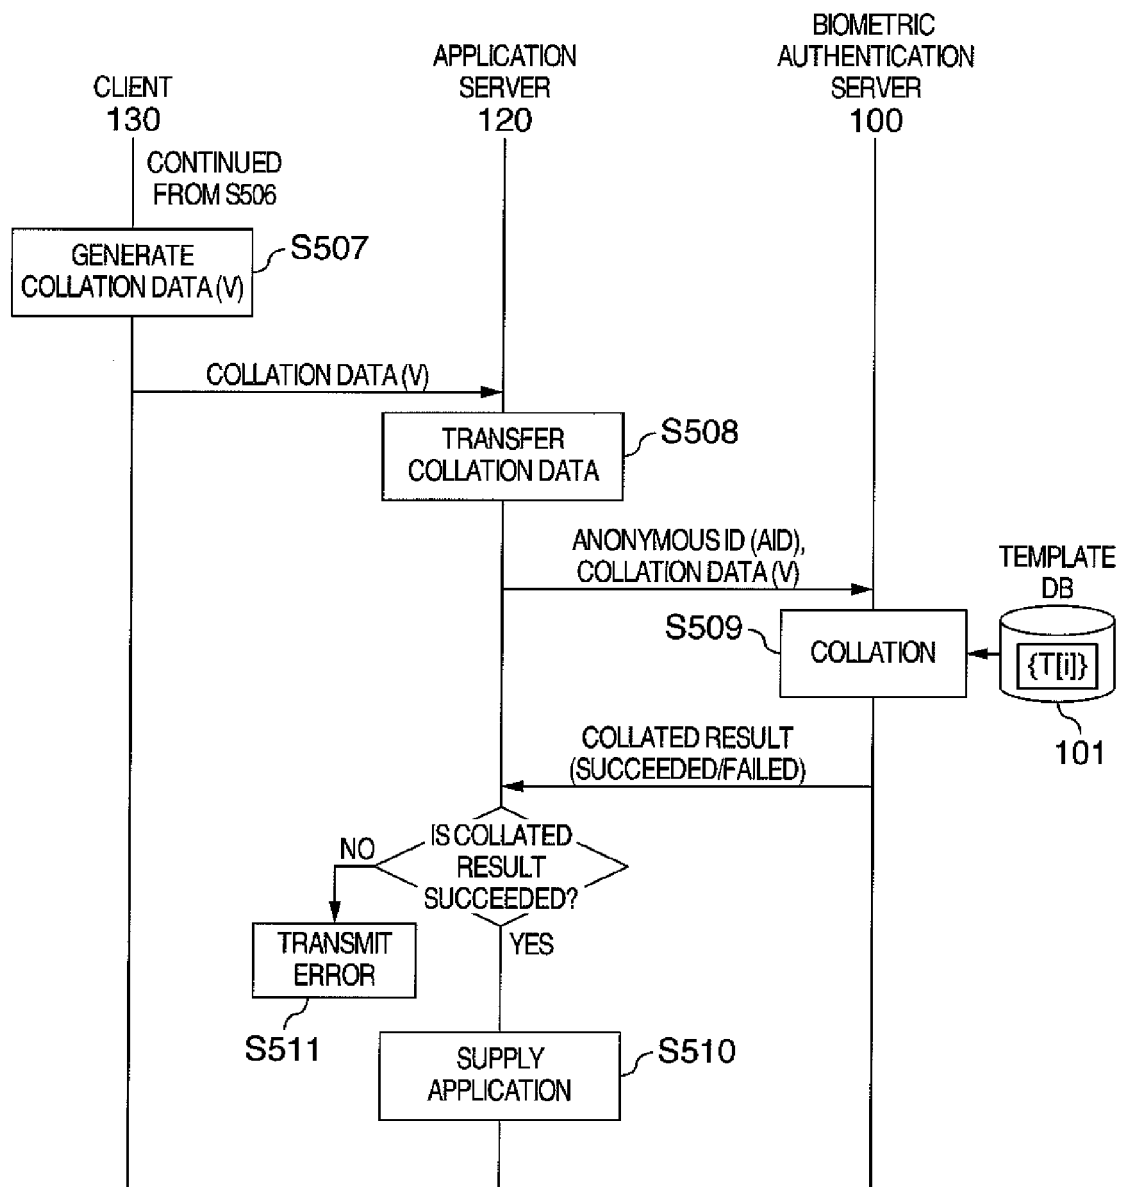 CLIENT
130
APPLICATION
SERVER
120
BIOMETRIC
AUTHENTICATION
SERVER
100
CONTINUED
FROM S506
GENERATE
COLLATION DATA (V)
S507
COLLATION DATA (V)
TRANSFER
COLLATION DATA
S508
ANONYMOUS ID (AID),
COLLATION DATA (V)
TEMPLATE
DB
S509
COLLATION
{T[i]}
101
COLLATED RESULT
(SUCCEEDED/FAILED)
IS COLLATED
RESULT
SUCCEEDED?
NO
YES
TRANSMIT
ERROR
S511
SUPPLY
APPLICATION
S510